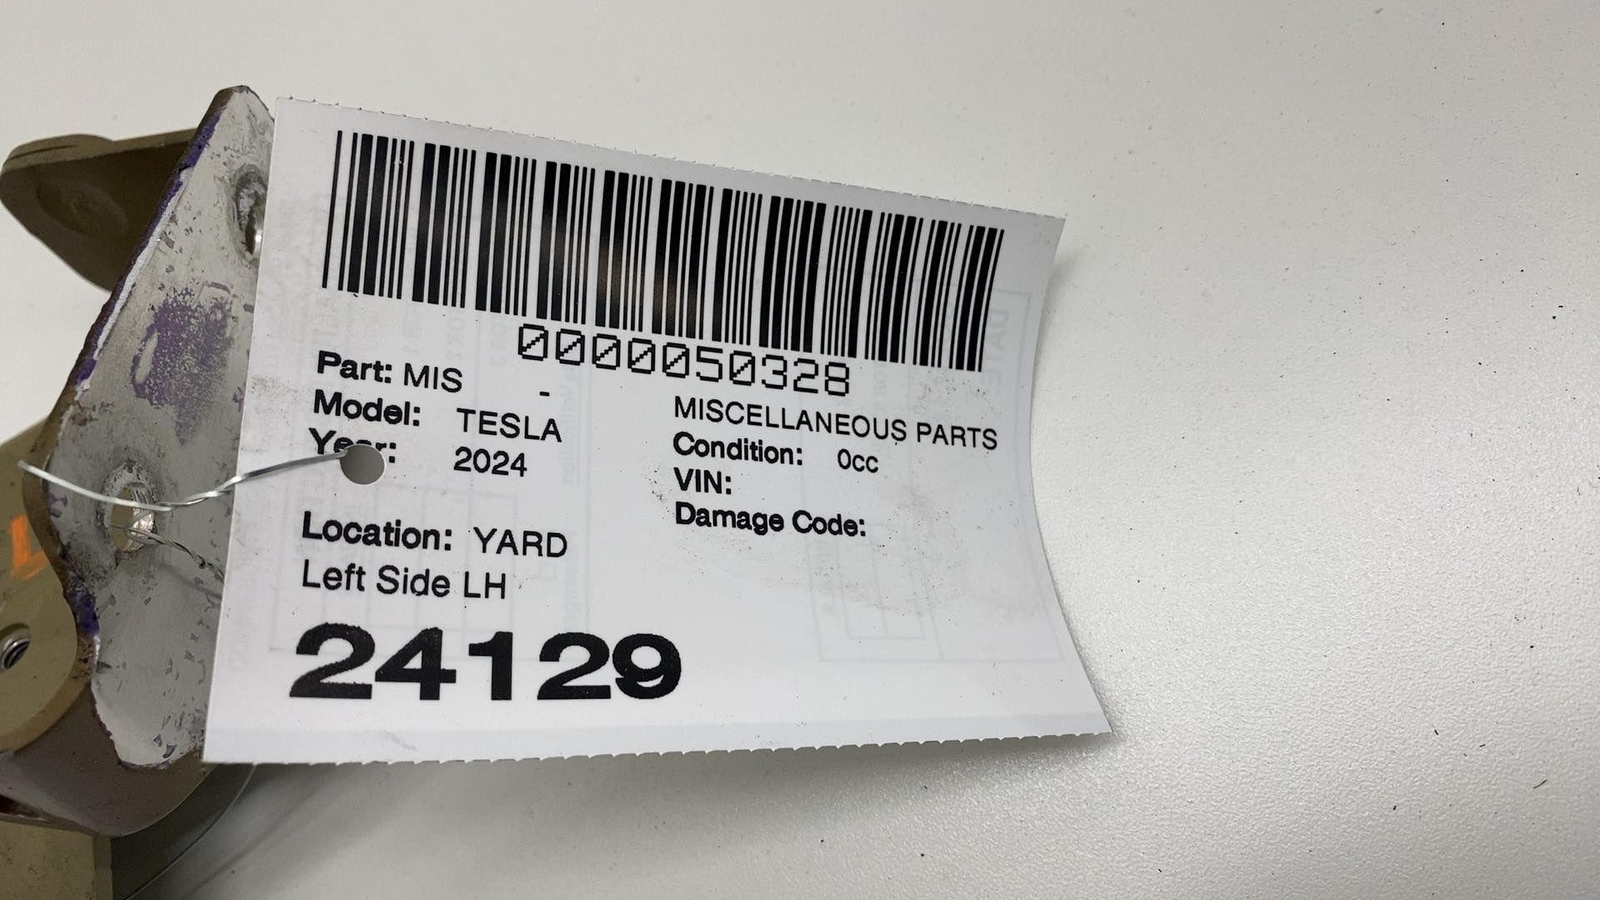 0000050328
Part: MIS -
MISCELLANEOUS PARTS
Model: TESLA
Condition: 0cc
Year: 2024
VIN:
Damage Code:
Location: YARD
Left Side LH
24129